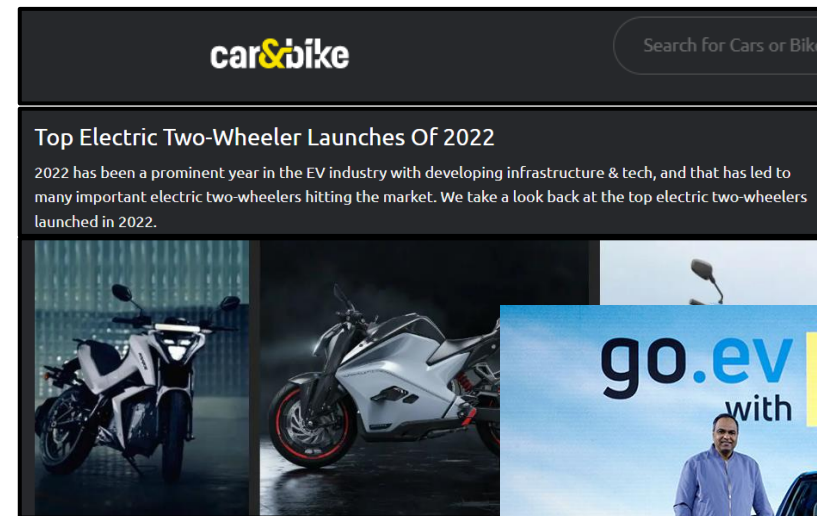 car&bike
Search for Cars or Bik
Top Electric Two-Wheeler Launches Of 2022
2022 has been a prominent year in the EV industry with developing infrastructure & tech, and that has led to
many important electric two-wheelers hitting the market. We take a look back at the top electric two-wheelers
launched in 2022.
go.ev
with